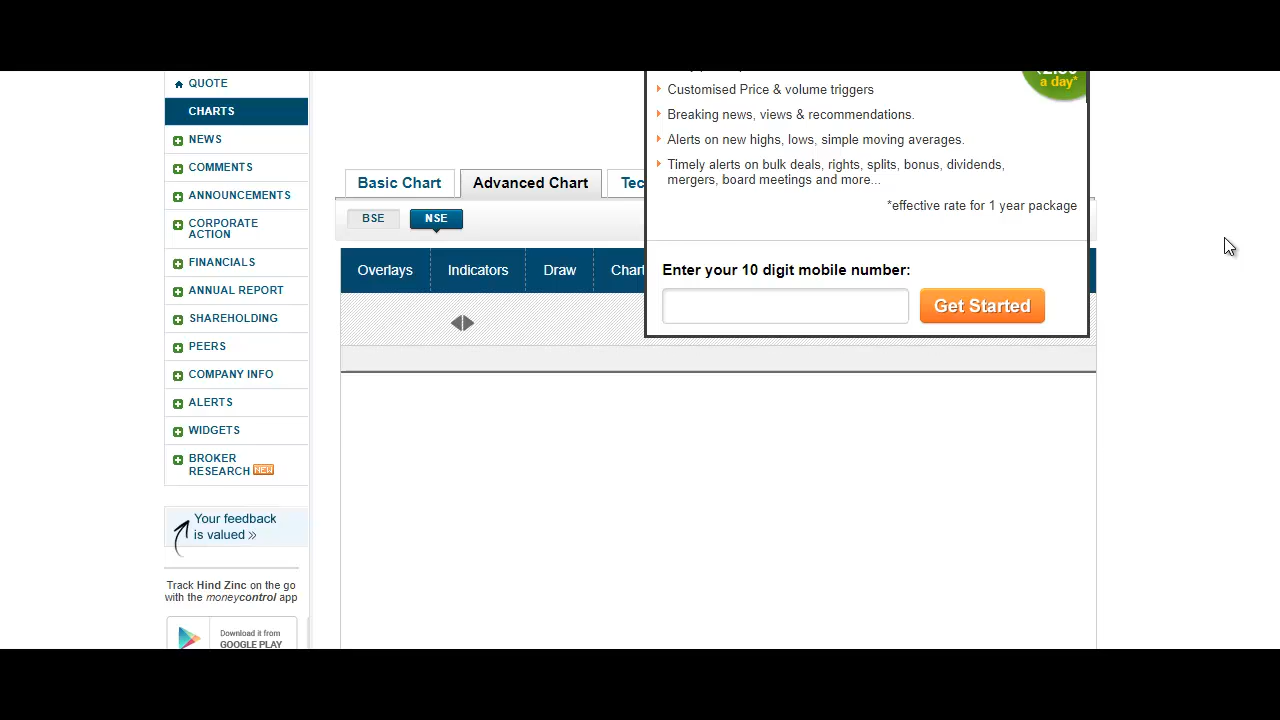 QUOTE
CHARTS
NEWS
COMMENTS
ANNOUNCEMENTS
CORPORATE
ACTION
FINANCIALS
ANNUAL REPORT
SHAREHOLDING
PEERS
COMPANY INFO
ALERTS
WIDGETS
BROKER
RESEARCH NEW
Your feedback
is valued »
Track Hind Zinc on the go
with the moneycontrol app
Download it from
GOOGLE PLAY
Basic Chart
Advanced Chart
Tec
BSE
NSE
Overlays
Indicators
Draw
Chart
a day*
Customised Price & volume triggers
Breaking news, views & recommendations.
Alerts on new highs, lows, simple moving averages.
Timely alerts on bulk deals, rights, splits, bonus, dividends,
mergers, board meetings and more...
*effective rate for 1 year package
Enter your 10 digit mobile number:
Get Started